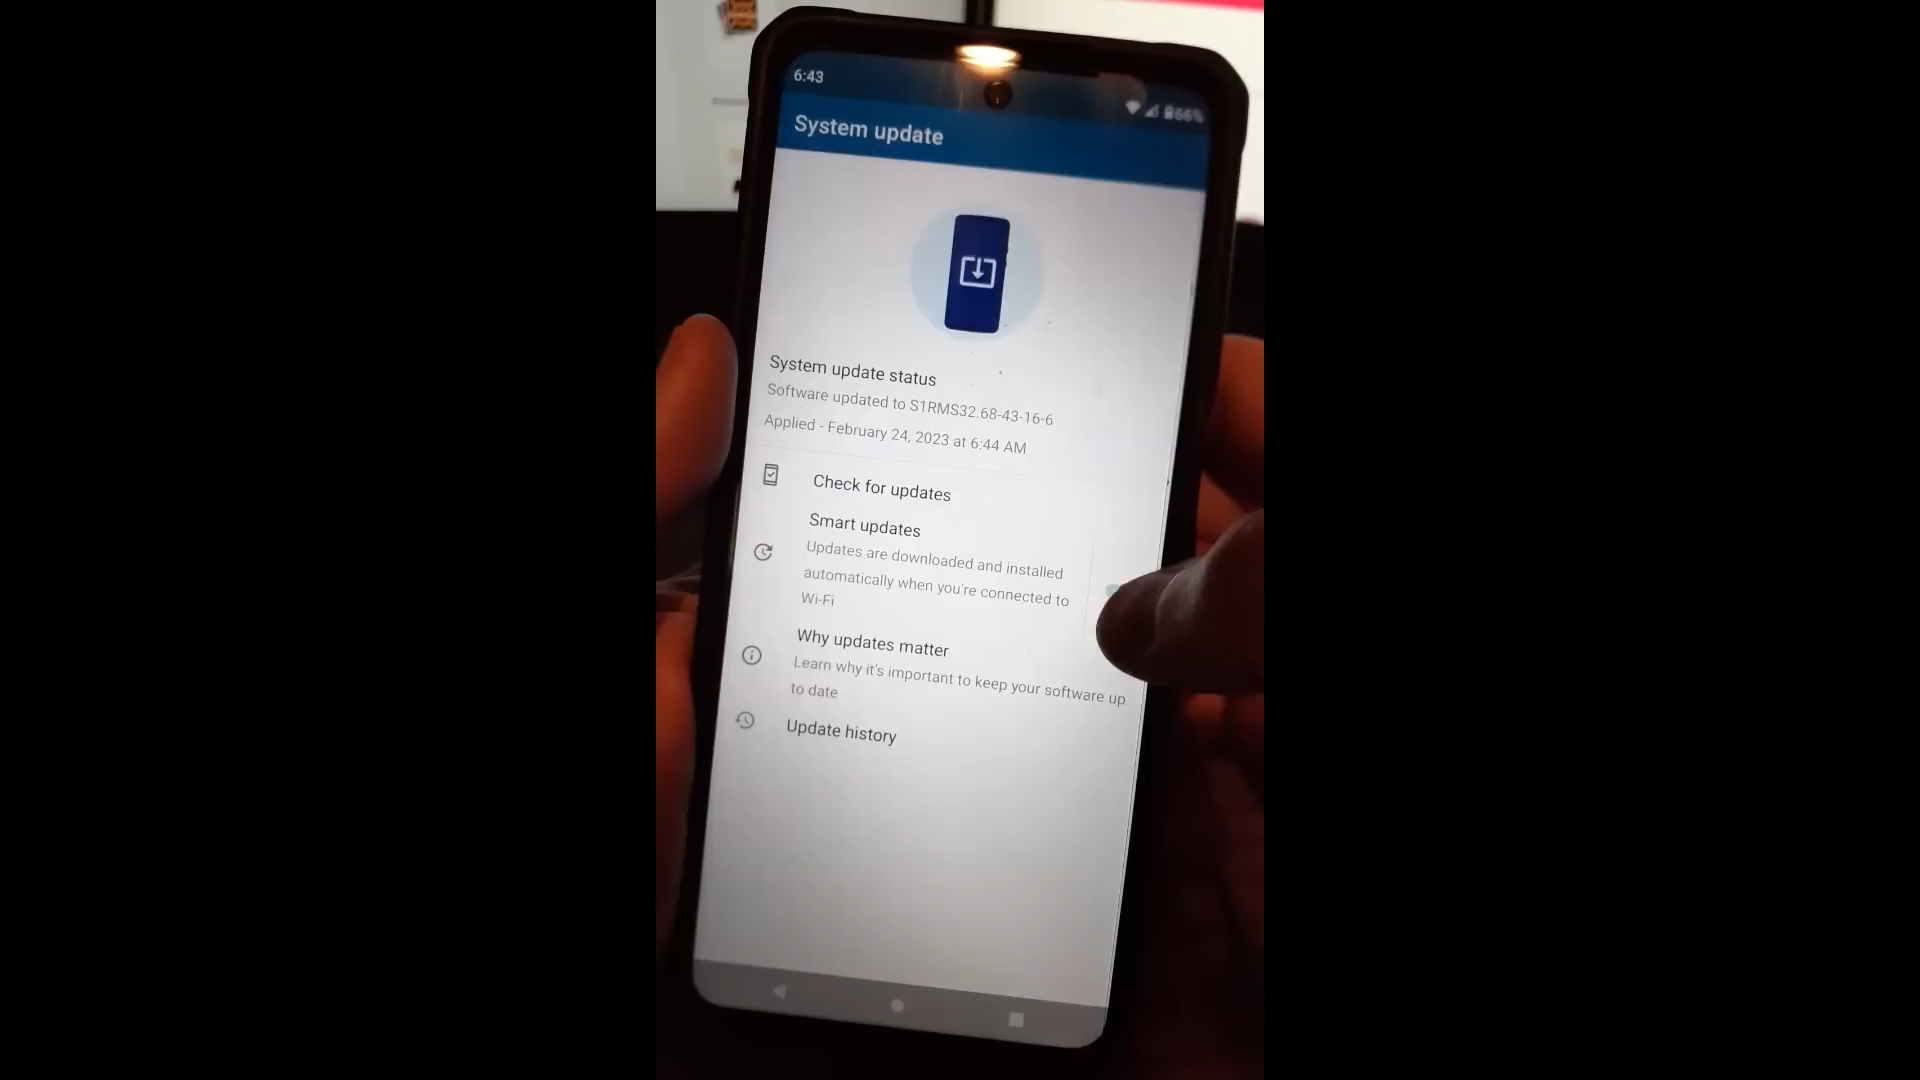 6:43
66%
System update
System update status
Software updated to S1RMS32.68-43-16-6
Applied - February 24, 2023 at 6:44 AM
Check for updates
Smart updates
Updates are downloaded and installed
automatically when you're connected to
Wi-Fi
Why updates matter
Learn why it's important to keep your software up
to date
Update history